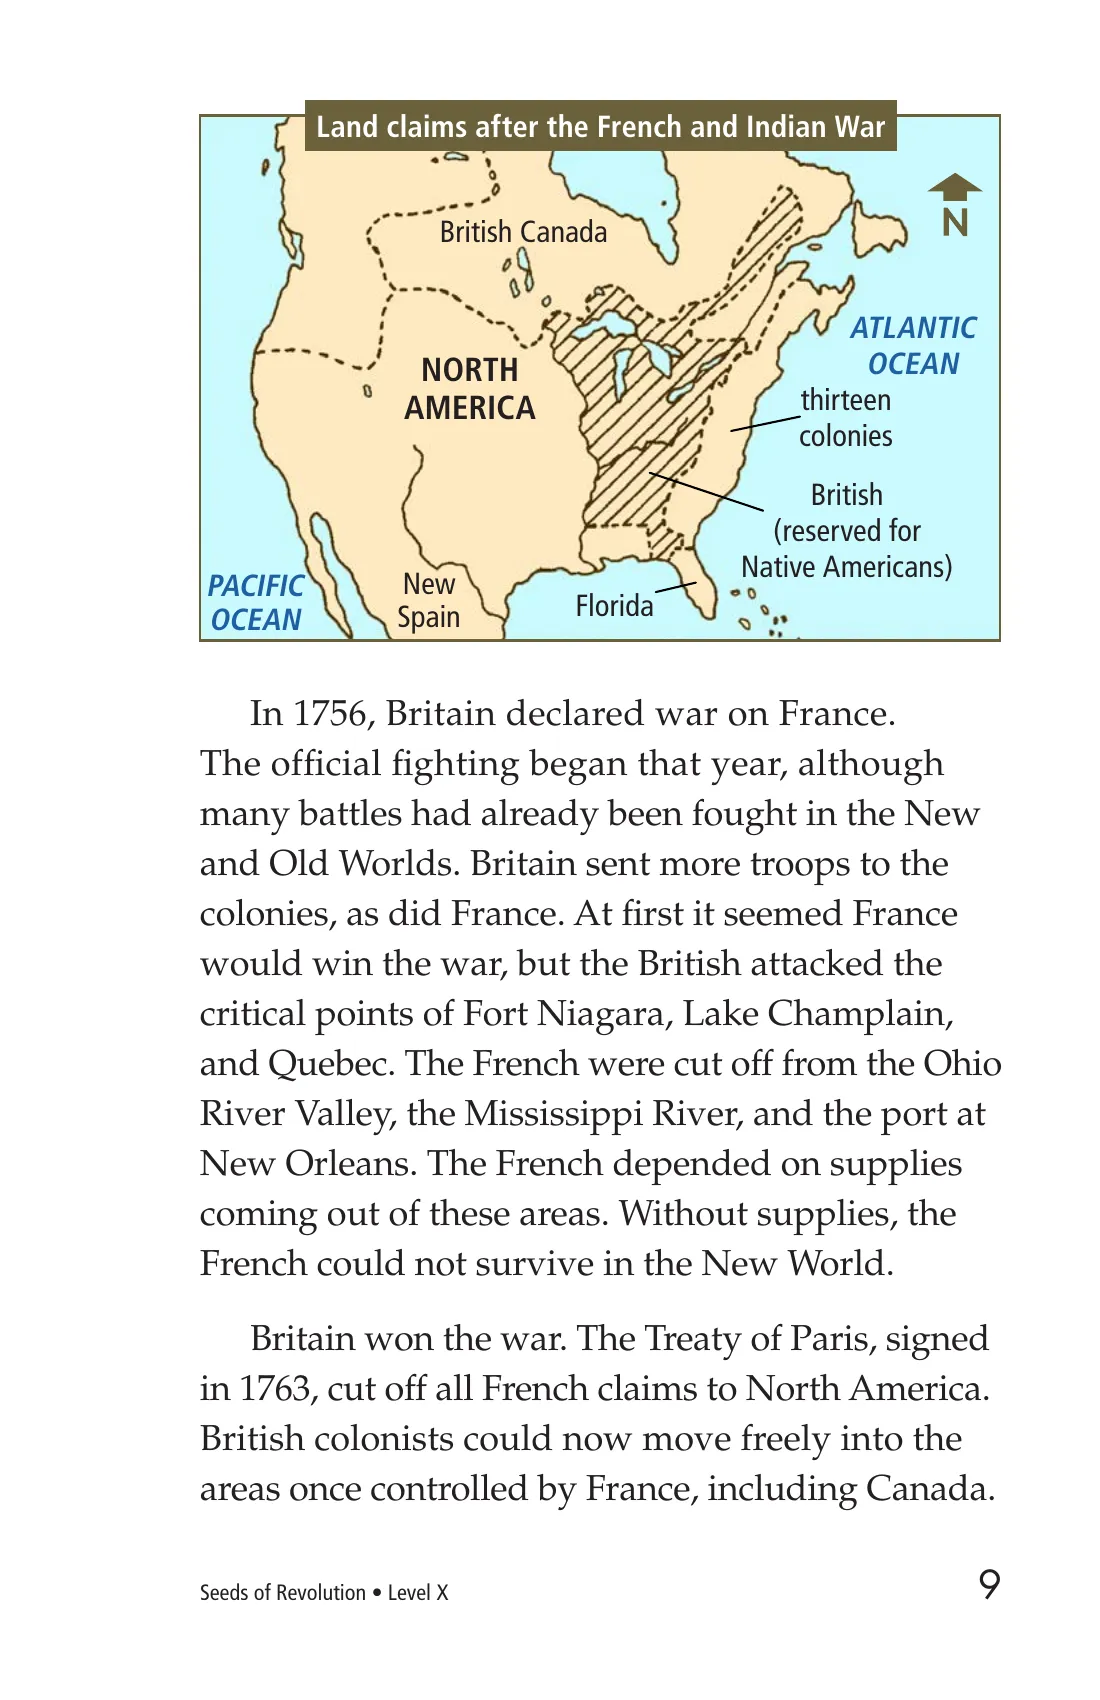 Land claims after the French and Indian War
N
British Canada
ATLANTIC
OCEAN
NORTH
AMERICA
thirteen
colonies
British
(reserved for
Native Americans)
PACIFIC
OCEAN
New
Spain
Florida
In 1756, Britain declared war on France.
The official fighting began that year, although
many battles had already been fought in the New
and Old Worlds. Britain sent more troops to the
colonies, as did France. At first it seemed France
would win the war, but the British attacked the
critical points of Fort Niagara, Lake Champlain,
and Quebec. The French were cut off from the Ohio
River Valley, the Mississippi River, and the port at
New Orleans. The French depended on supplies
coming out of these areas. Without supplies, the
French could not survive in the New World.
Britain won the war. The Treaty of Paris, signed
in 1763, cut off all French claims to North America.
British colonists could now move freely into the
areas once controlled by France, including Canada.
Seeds of Revolution • Level X
9